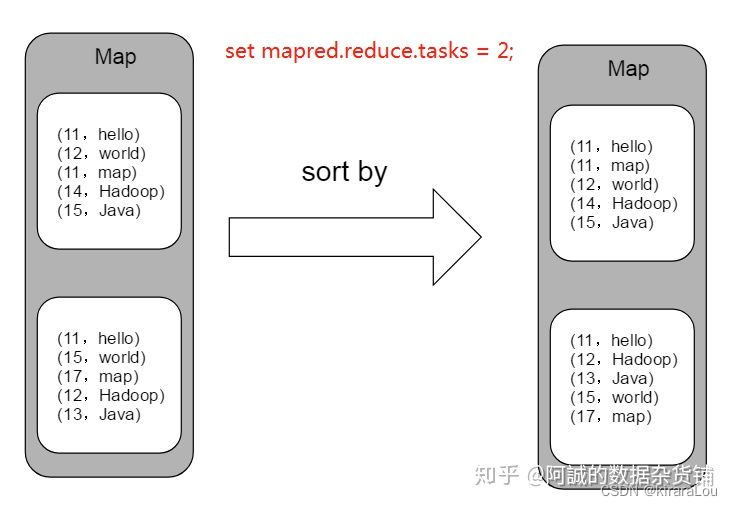 Map
set mapred.reduce.tasks = 2;
Map
(11，hello)
(12，world)
(11，map)
(14，Hadoop)
(15，Java)
sort by
(11，hello)
(11，map)
(12，world)
(14，Hadoop)
(15，Java)
(11，hello)
(15，world)
(17，map)
(12，Hadoop)
(13，Java)
(11，hello)
(12，Hadoop)
(13，Java)
(15，world)
(17，map)
知乎 @阿誠的数据杂货铺
CSDN @kiraraLou